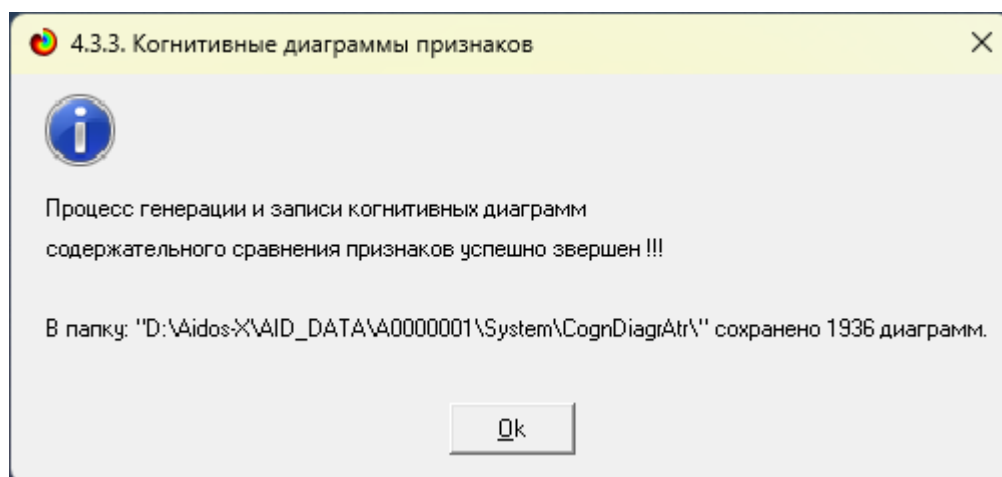 4.3.3. Когнитивные диаграммы признаков
Процесс генерации и записи когнитивных диаграмм
содержательного сравнения признаков успешно звершен !!!
В папку: "D:\Aidos-X\AID_DATA\A0000001\System\CognDiagrAtr\" сохранено 1936 диаграмм.
Ok